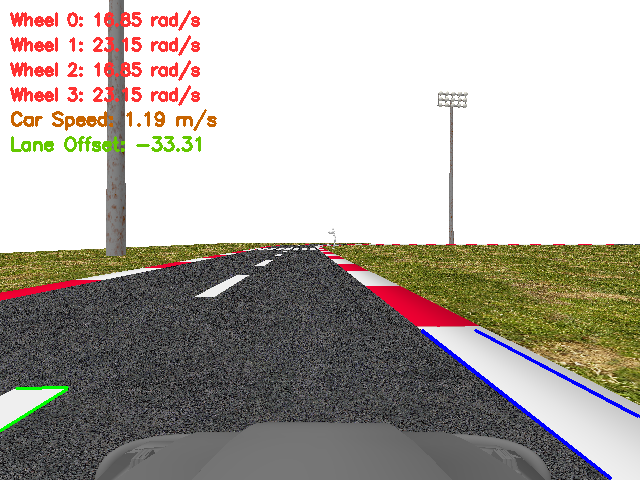 Wheel 0: 16.85 rad/s
Wheel 1: 23.15 rad/s
Wheel 2: 16.85 rad/s
Wheel 3: 23.15 rad/s
Car Speed: 1.19 m/s
Lane Offset: -33.31